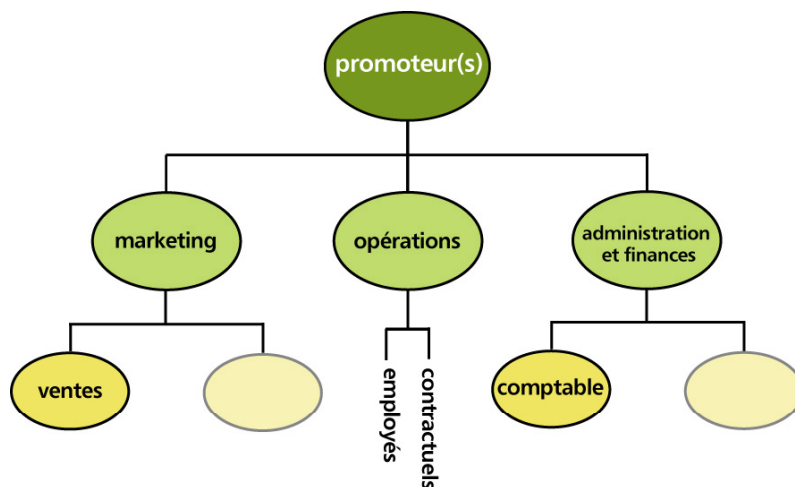 promoteur(s)
marketing
opérations
administration
et finances
ventes
employés
contractuels
comptable